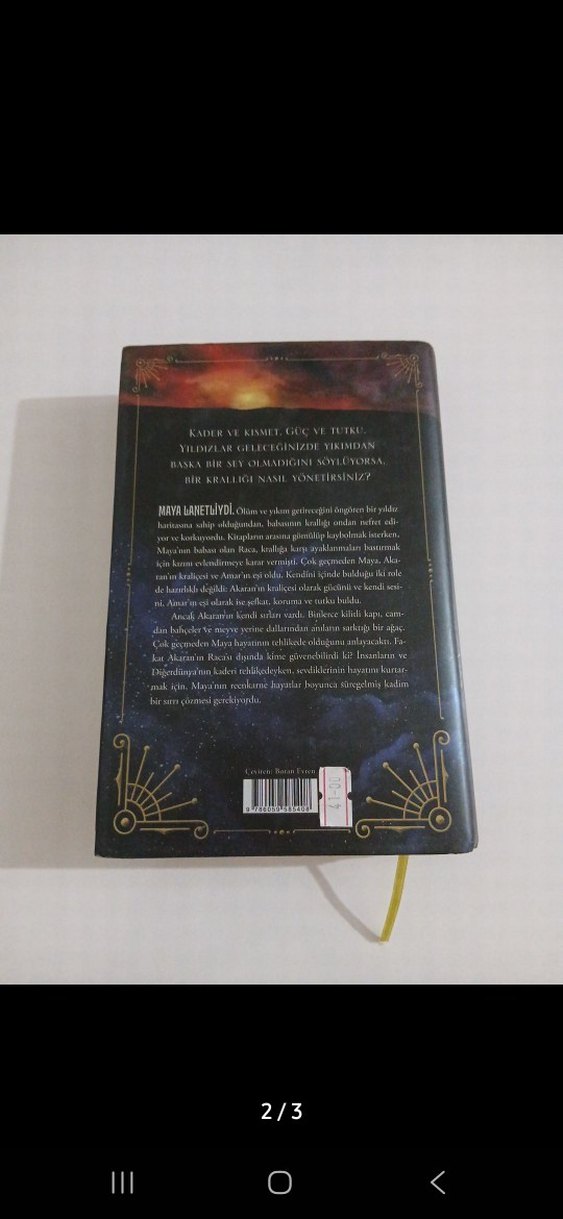 KADER VE KISMET. GÜÇ VE TUTKU.
YILDIZLAR GELECEĞİNİZDE YIKIMDAN
BAŞKA BİR ŞEY OLMADIĞINI SÖYLÜYORSA,
BİR KRALLIĞI NASIL YÖNETİRSİNİZ?
MAYA LANETLİYDİ. Ölüm ve yıkım getireceğini öngören bir yıldız
haritasına sahip olduğundan, babasının krallığı ondan nefret edi-
yor ve korkuyordu. Kitapların arasına gömülüp kaybolmak isterken,
Maya'nın babası olan Raca, krallığa karşı ayaklanmaları bastırmak
için kızını evlendirmeye karar vermişti. Çok geçmeden Maya, Aka-
ran'ın kraliçesi ve Amar'ın eşi oldu. Kendini içinde bulduğu iki role
de hazırlıklı değildi: Akaran'ın kraliçesi olarak gücünü ve kendi sesi-
ni, Amar'ın eşi olarak ise şefkat, koruma ve tutku buldu.
Ancak Akaran'ın kendi sırları vardı. Binlerce kilitli kapı, cam-
dan bahçeler ve meyve yerine dallarından anıların sarktığı bir ağaç.
Çok geçmeden Maya hayatının tehlikede olduğunu anlayacaktı. Fa-
kat Akaran'ın Raca'sı dışında kime güvenebilirdi ki? İnsanların ve
Diğerdünya'nın kaderi tehlikedeyken, sevdiklerinin hayatını kurtar-
mak için, Maya'nın reenkarne hayatlar boyunca süregelmiş kadim
bir sırrı çözmesi gerekiyordu.
Çeviren: Baran Evren
9 786059 585408
41.00
2 / 3